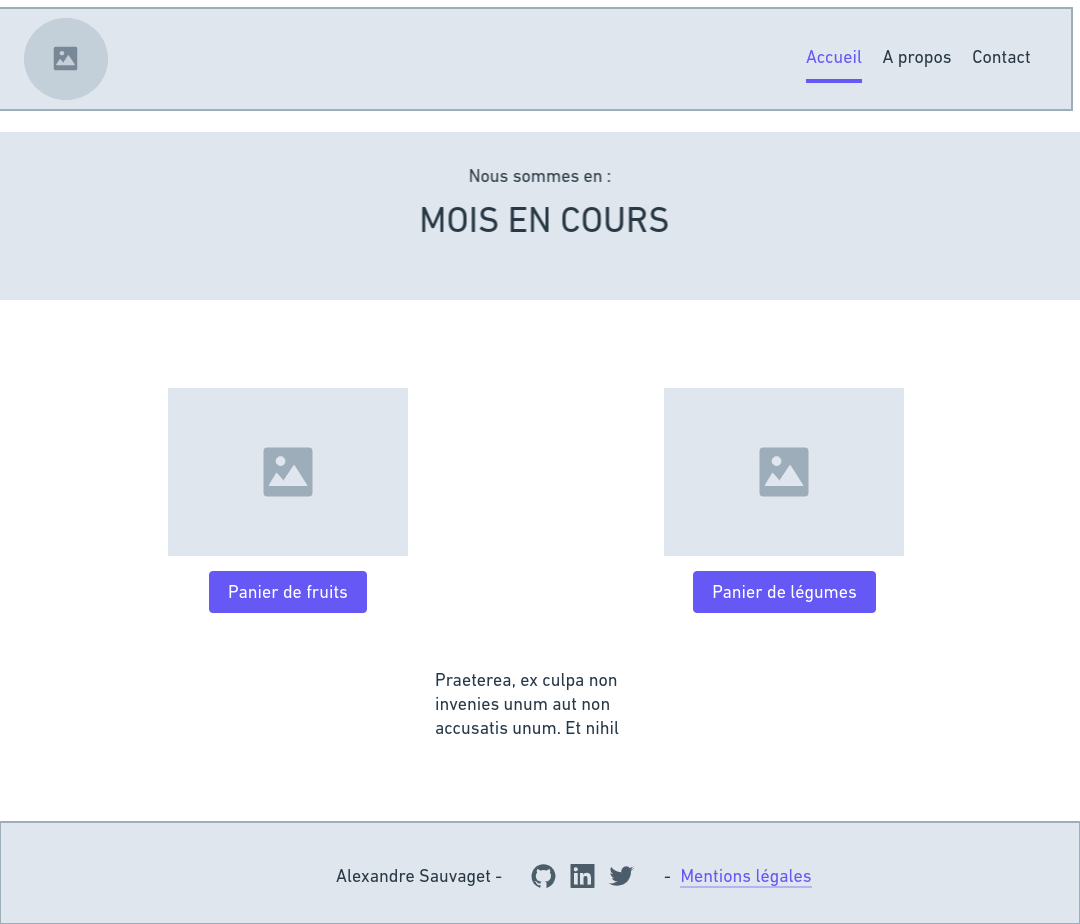 Accueil A propos Contact
Nous sommes en :
MOIS EN COURS
Panier de fruits
Panier de légumes
Praeterea, ex culpa non
invenies unum aut non
accusatis unum. Et nihil
Alexandre Sauvaget - - Mentions légales